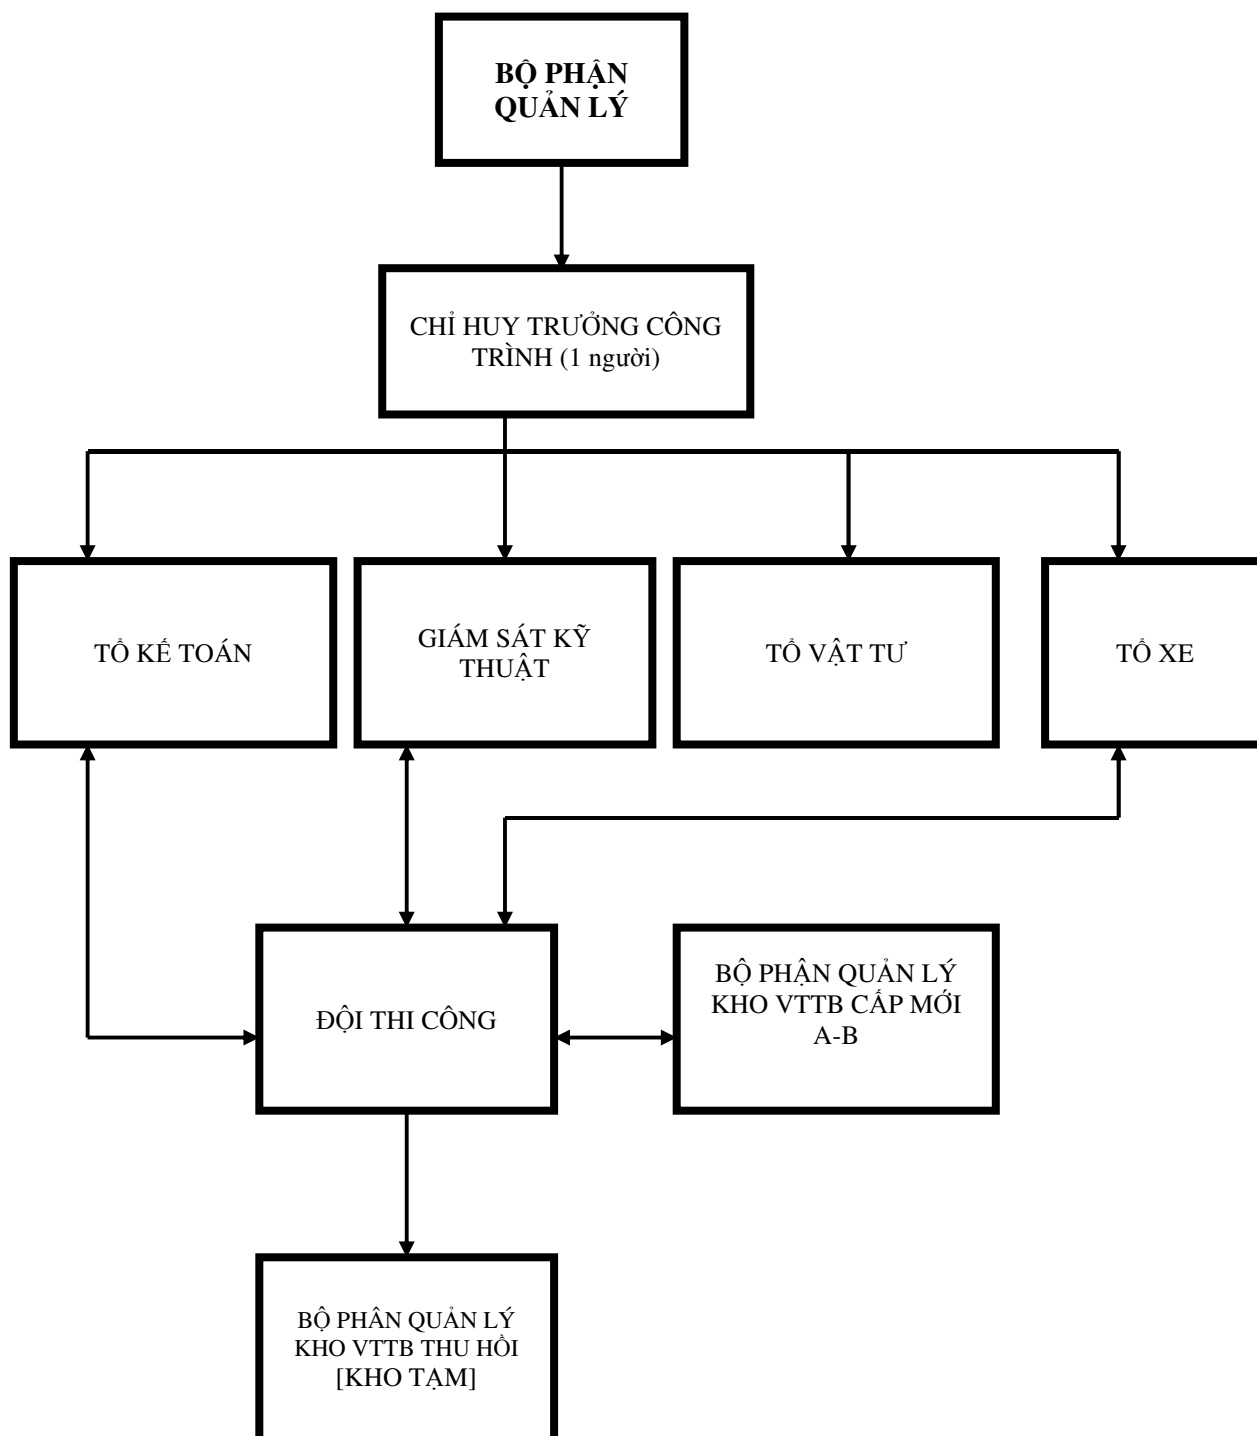 BỘ PHẬN
QUẢN LÝ
CHỈ HUY TRƯỞNG CÔNG
TRÌNH (1 người)
TỔ KẾ TOÁN
GIÁM SÁT KỸ
THUẬT
TỔ VẬT TƯ
TỔ XE
ĐỘI THI CÔNG
BỘ PHẬN QUẢN LÝ
KHO VTTB CẤP MỚI
A-B
BỘ PHÂN QUẢN LÝ
KHO VTTB THU HỒI
[KHO TẠM]